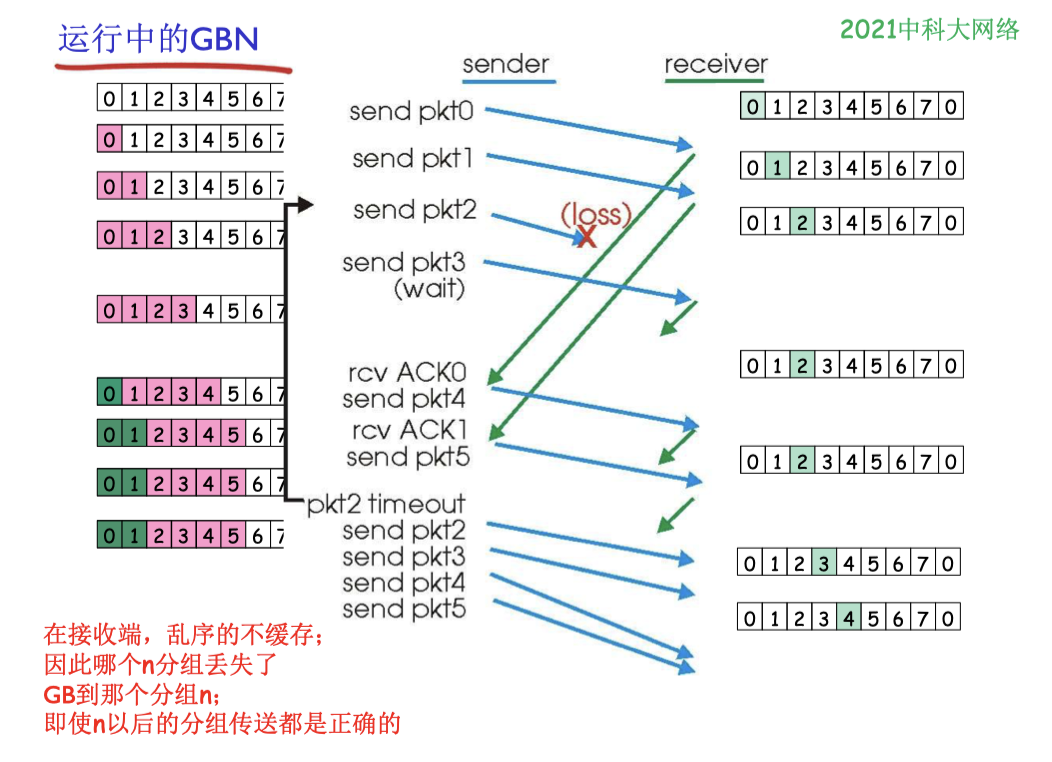 运行中的GBN
2021中科大网络
sender
receiver
0 1 2 3 4 5 6 7
0 1 2 3 4 5 6 7 0
send pkt0
0 1 2 3 4 5 6 7
send pkt1
0 1 2 3 4 5 6 7 0
0 1 2 3 4 5 6 7
send pkt2
(loss)
X
0 1 2 3 4 5 6 7 0
0 1 2 3 4 5 6 7
send pkt3
(wait)
0 1 2 3 4 5 6 7
0 1 2 3 4 5 6 7 0
rcv ACK0
send pkt4
0 1 2 3 4 5 6 7
rcv ACK1
send pkt5
0 1 2 3 4 5 6 7
0 1 2 3 4 5 6 7 0
0 1 2 3 4 5 6 7
pkt2 timeout
send pkt2
0 1 2 3 4 5 6 7
send pkt3
0 1 2 3 4 5 6 7 0
send pkt4
send pkt5
0 1 2 3 4 5 6 7 0
在接收端，乱序的不缓存；
因此哪个n分组丢失了
GB到那个分组n；
即使n以后的分组传送都是正确的